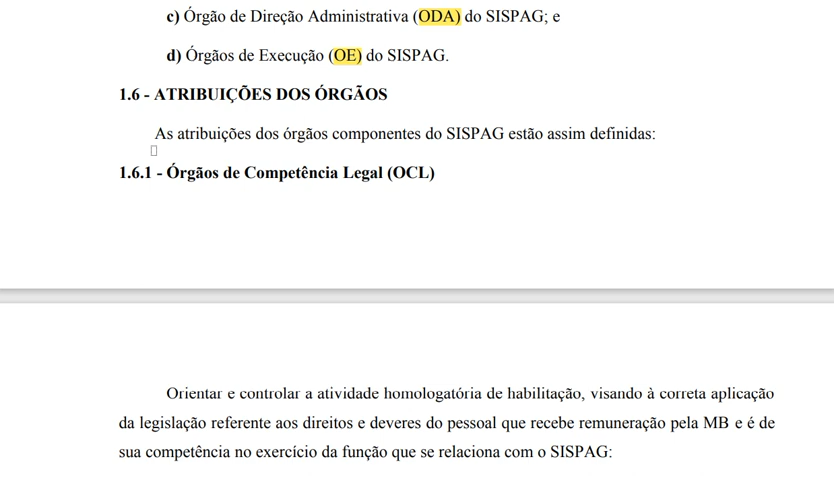 c) Órgão de Direção Administrativa (ODA) do SISPAG; e
d) Órgãos de Execução (OE) do SISPAG.
1.6 - ATRIBUIÇÕES DOS ÓRGÃOS
As atribuições dos órgãos componentes do SISPAG estão assim definidas:
1.6.1 - Órgãos de Competência Legal (OCL)
Orientar e controlar a atividade homologatória de habilitação, visando à correta aplicação
da legislação referente aos direitos e deveres do pessoal que recebe remuneração pela MB e é de
sua competência no exercício da função que se relaciona com o SISPAG: